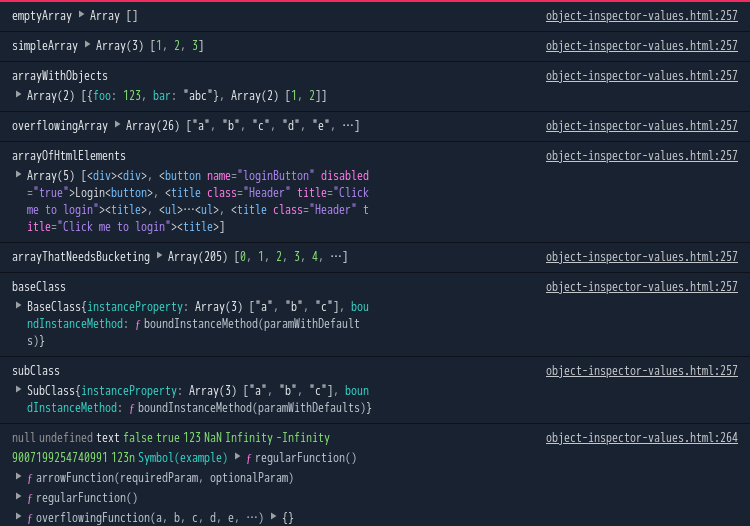 emptyArray ▶ Array [] object-inspector-values.html:257
simpleArray ▶ Array(3) [1, 2, 3] object-inspector-values.html:257
arrayWithObjects object-inspector-values.html:257
▶ Array(2) [{foo: 123, bar: "abc"}, Array(2) [1, 2]]
overflowingArray ▶ Array(26) ["a", "b", "c", "d", "e", …] object-inspector-values.html:257
arrayOfHtmlElements object-inspector-values.html:257
▶ Array(5) [<div><div>, <button name="loginButton" disabled
="true">Login<button>, <title class="Header" title="Click
me to login"><title>, <ul>…<ul>, <title class="Header" t
itle="Click me to login"><title>]
arrayThatNeedsBucketing ▶ Array(205) [0, 1, 2, 3, 4, …] object-inspector-values.html:257
baseClass object-inspector-values.html:257
▶ BaseClass{instanceProperty: Array(3) ["a", "b", "c"], bou
ndInstanceMethod: ƒ boundInstanceMethod(paramWithDefault
s)}
subClass object-inspector-values.html:257
▶ SubClass{instanceProperty: Array(3) ["a", "b", "c"], boun
dInstanceMethod: ƒ boundInstanceMethod(paramWithDefaults)}
null undefined text false true 123 NaN Infinity -Infinity object-inspector-values.html:264
9007199254740991 123n Symbol(example) ▶ ƒ regularFunction()
▶ ƒ arrowFunction(requiredParam, optionalParam)
▶ ƒ regularFunction()
▶ ƒ overflowingFunction(a, b, c, d, e, …) ▶ {}